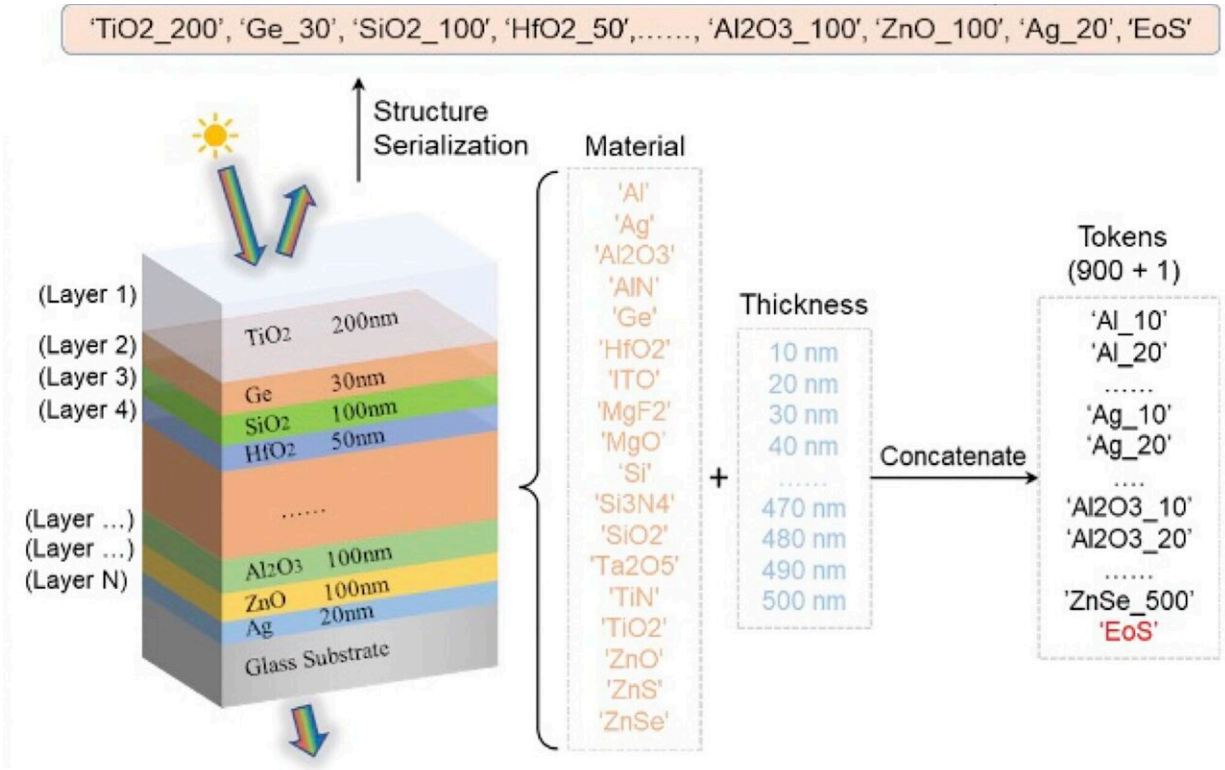 'TiO2_200', 'Ge_30', 'SiO2_100', 'HfO2_50',……, 'Al2O3_100', 'ZnO_100', 'Ag_20', 'EoS'
Structure
Serialization
(Layer 1)
(Layer 2)
(Layer 3)
(Layer 4)
(Layer ...)
(Layer ...)
(Layer N)
TiO₂ 200nm
Ge 30nm
SiO₂ 100nm
HfO₂ 50nm
……
Al₂O₃ 100nm
ZnO 100nm
Ag 20nm
Glass Substrate
Material
'Al'
'Ag'
'Al2O3'
'AlN'
'Ge'
'HfO2'
'ITO'
'MgF2'
'MgO'
'Si'
'Si3N4'
'SiO2'
'Ta2O5'
'TiN'
'TiO2'
'ZnO'
'ZnS'
'ZnSe'
+
Thickness
10 nm
20 nm
30 nm
40 nm
……
470 nm
480 nm
490 nm
500 nm
Concatenate
Tokens
(900 + 1)
'Al_10'
'Al_20'
……
'Ag_10'
'Ag_20'
....
'Al2O3_10'
'Al2O3_20'
……
'ZnSe_500'
'EoS'